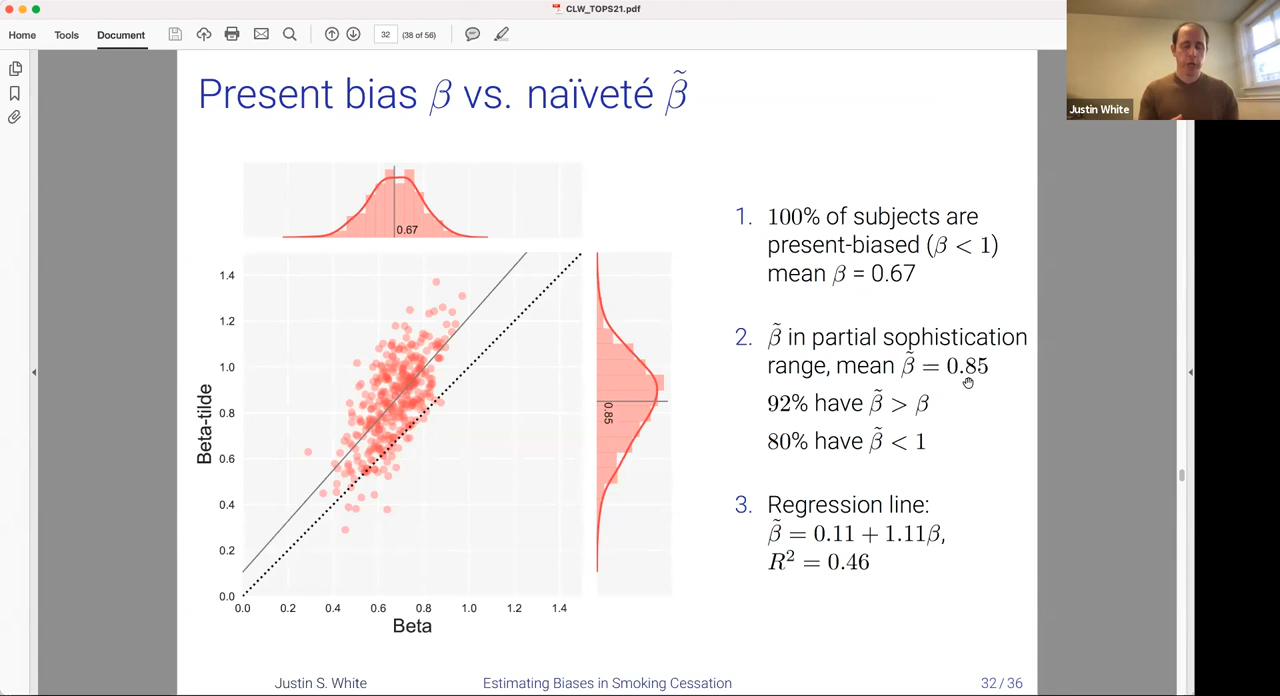 CLW_TOPS21.pdf
Home Tools Document 32 (38 of 56)
Justin White
Present bias β vs. naïveté β̃
0.67
1.4
1.2
1.0
0.8
0.6
0.4
0.2
0.0
Beta-tilde
0.0 0.2 0.4 0.6 0.8 1.0 1.2 1.4
Beta
0.85
1. 100% of subjects are
present-biased (β < 1)
mean β = 0.67
2. β̃ in partial sophistication
range, mean β̃ = 0.85
92% have β̃ > β
80% have β̃ < 1
3. Regression line:
β̃ = 0.11 + 1.11β,
R² = 0.46
Justin S. White Estimating Biases in Smoking Cessation 32 / 36